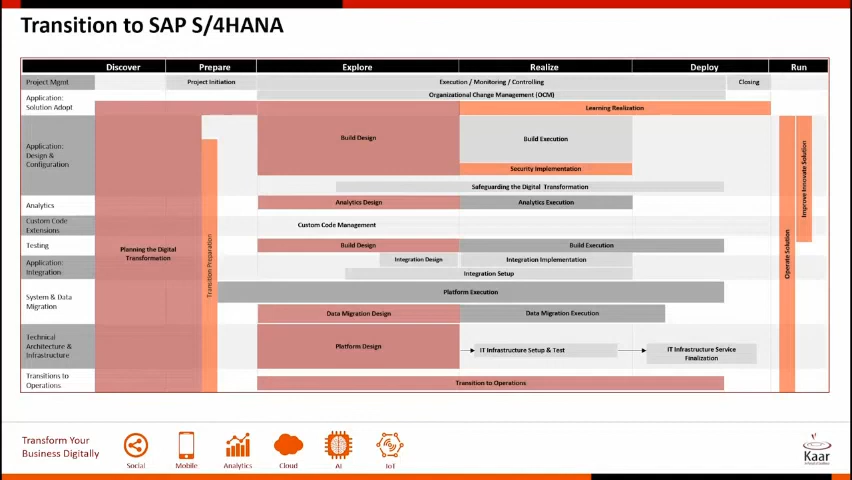 Transition to SAP S/4HANA
Discover
Prepare
Explore
Realize
Deploy
Run
Project Mgmt
Project Initiation
Execution / Monitoring / Controlling
Closing
Organizational Change Management (OCM)
Application:
Solution Adopt
Learning Realization
Application:
Design &
Configuration
Build Design
Build Execution
Security Implementation
Safeguarding the Digital Transformation
Improve Innovate Solution
Analytics
Analytics Design
Analytics Execution
Custom Code
Extensions
Custom Code Management
Testing
Build Design
Build Execution
Planning the Digital
Transformation
Transition Preparation
Operate Solution
Application:
Integration
Integration Design
Integration Implementation
Integration Setup
System & Data
Migration
Platform Execution
Data Migration Design
Data Migration Execution
Technical
Architecture &
Infrastructure
Platform Design
IT Infrastructure Setup & Test
IT Infrastructure Service
Finalization
Transitions to
Operations
Transition to Operations
Transform Your
Business Digitally
Social
Mobile
Analytics
Cloud
AI
IoT
Kaar